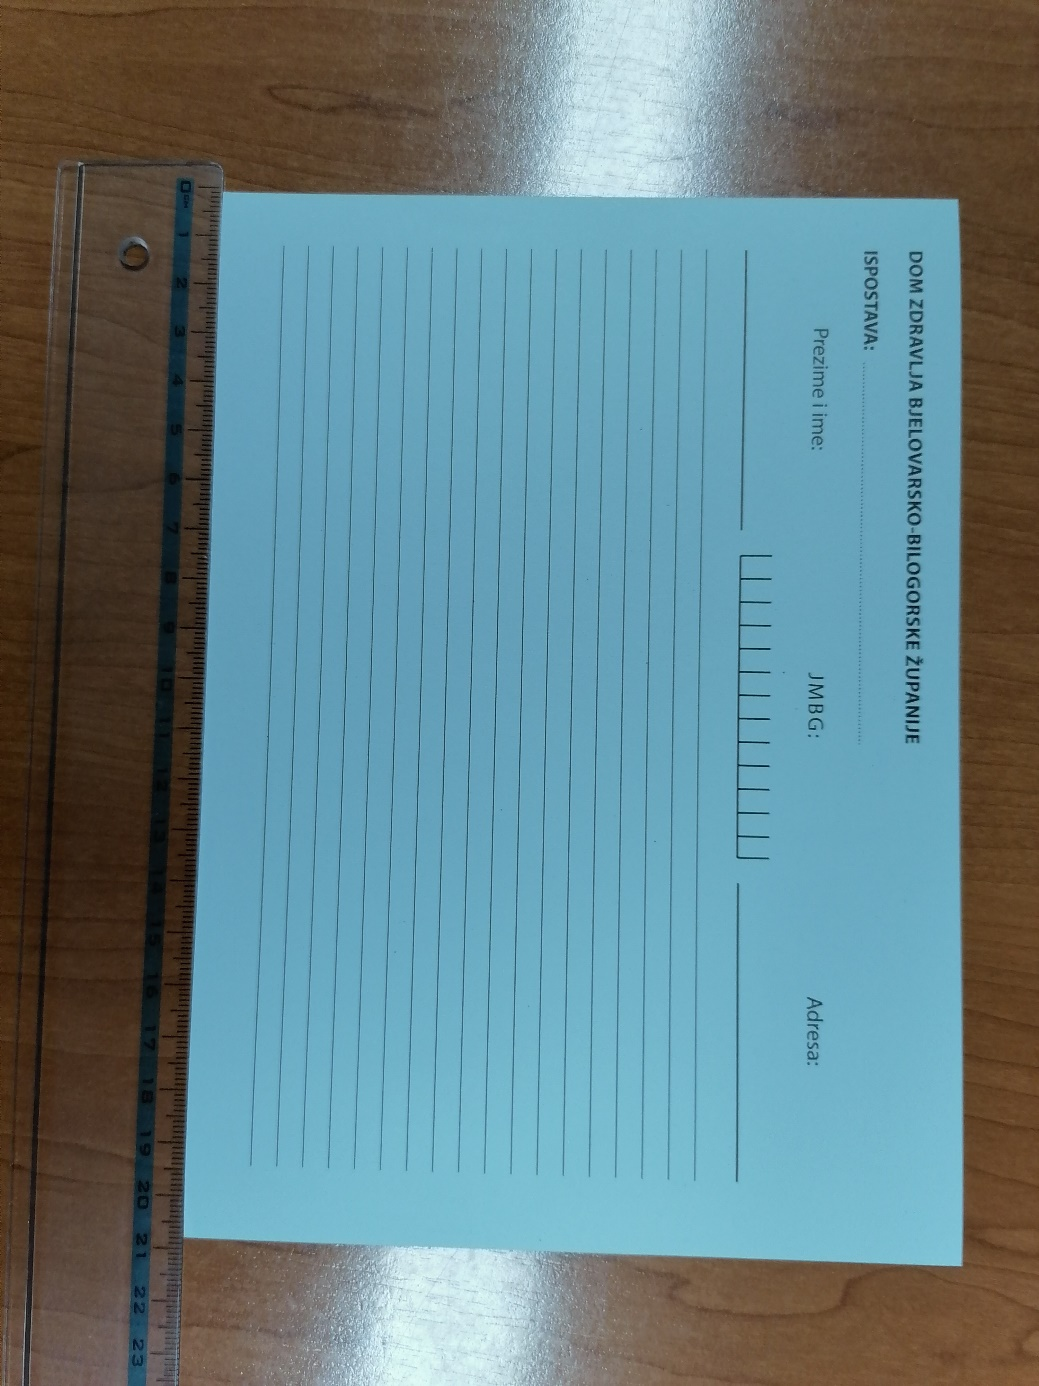 DOM ZDRAVLJA BJELOVARSKO-BILOGORSKE ŽUPANIJE
ISPOSTAVA:
Prezime i ime: JMBG: Adresa:
0 cm 1 2 3 4 5 6 7 8 9 10 11 12 13 14 15 16 17 18 19 20 21 22 23